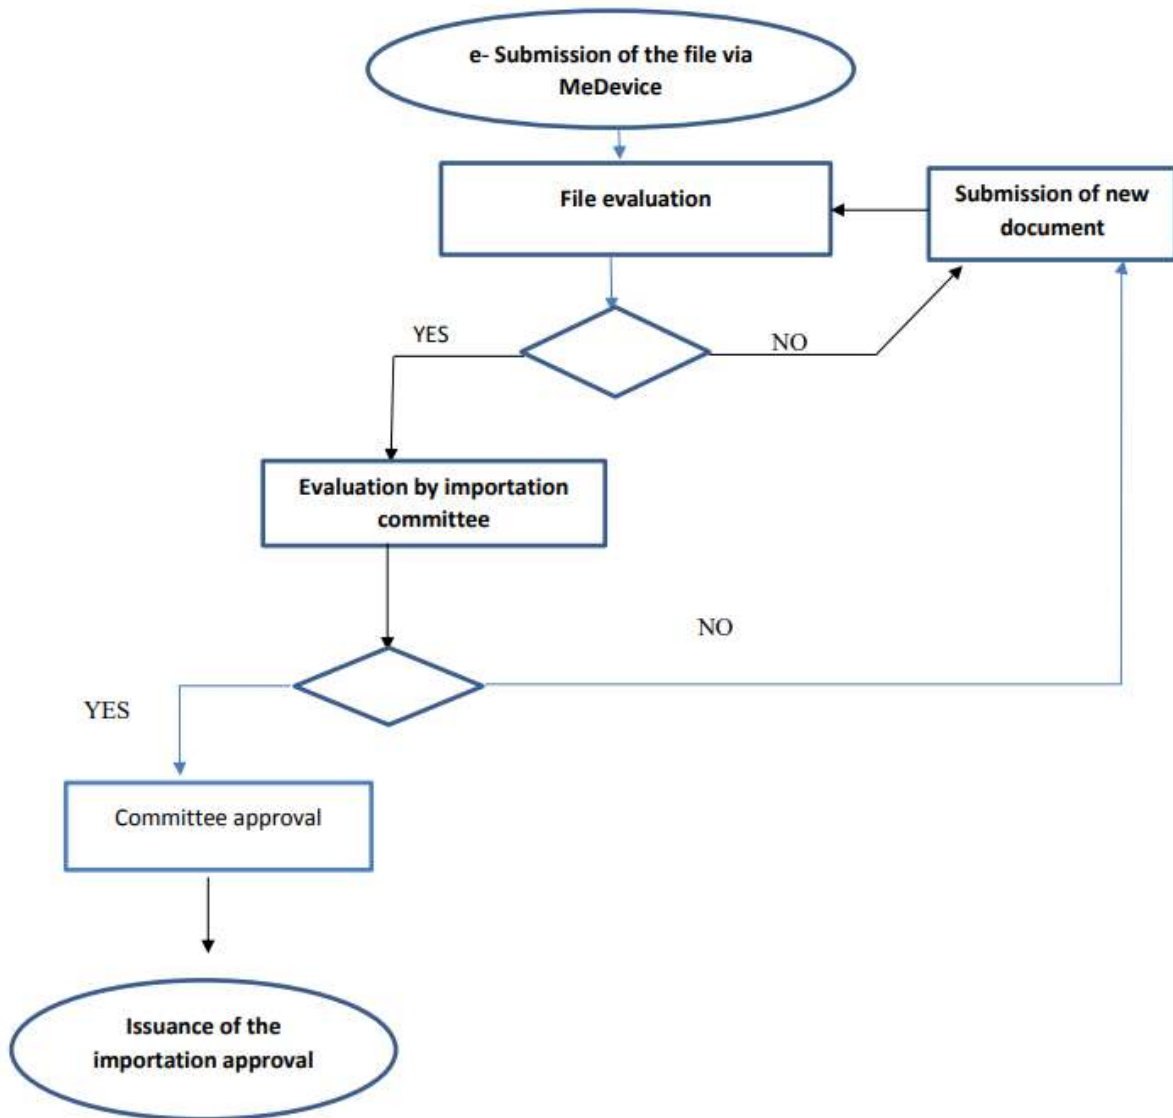 e- Submission of the file via
MeDevice
File evaluation
Submission of new
document
YES
NO
Evaluation by importation
committee
NO
YES
Committee approval
Issuance of the
importation approval